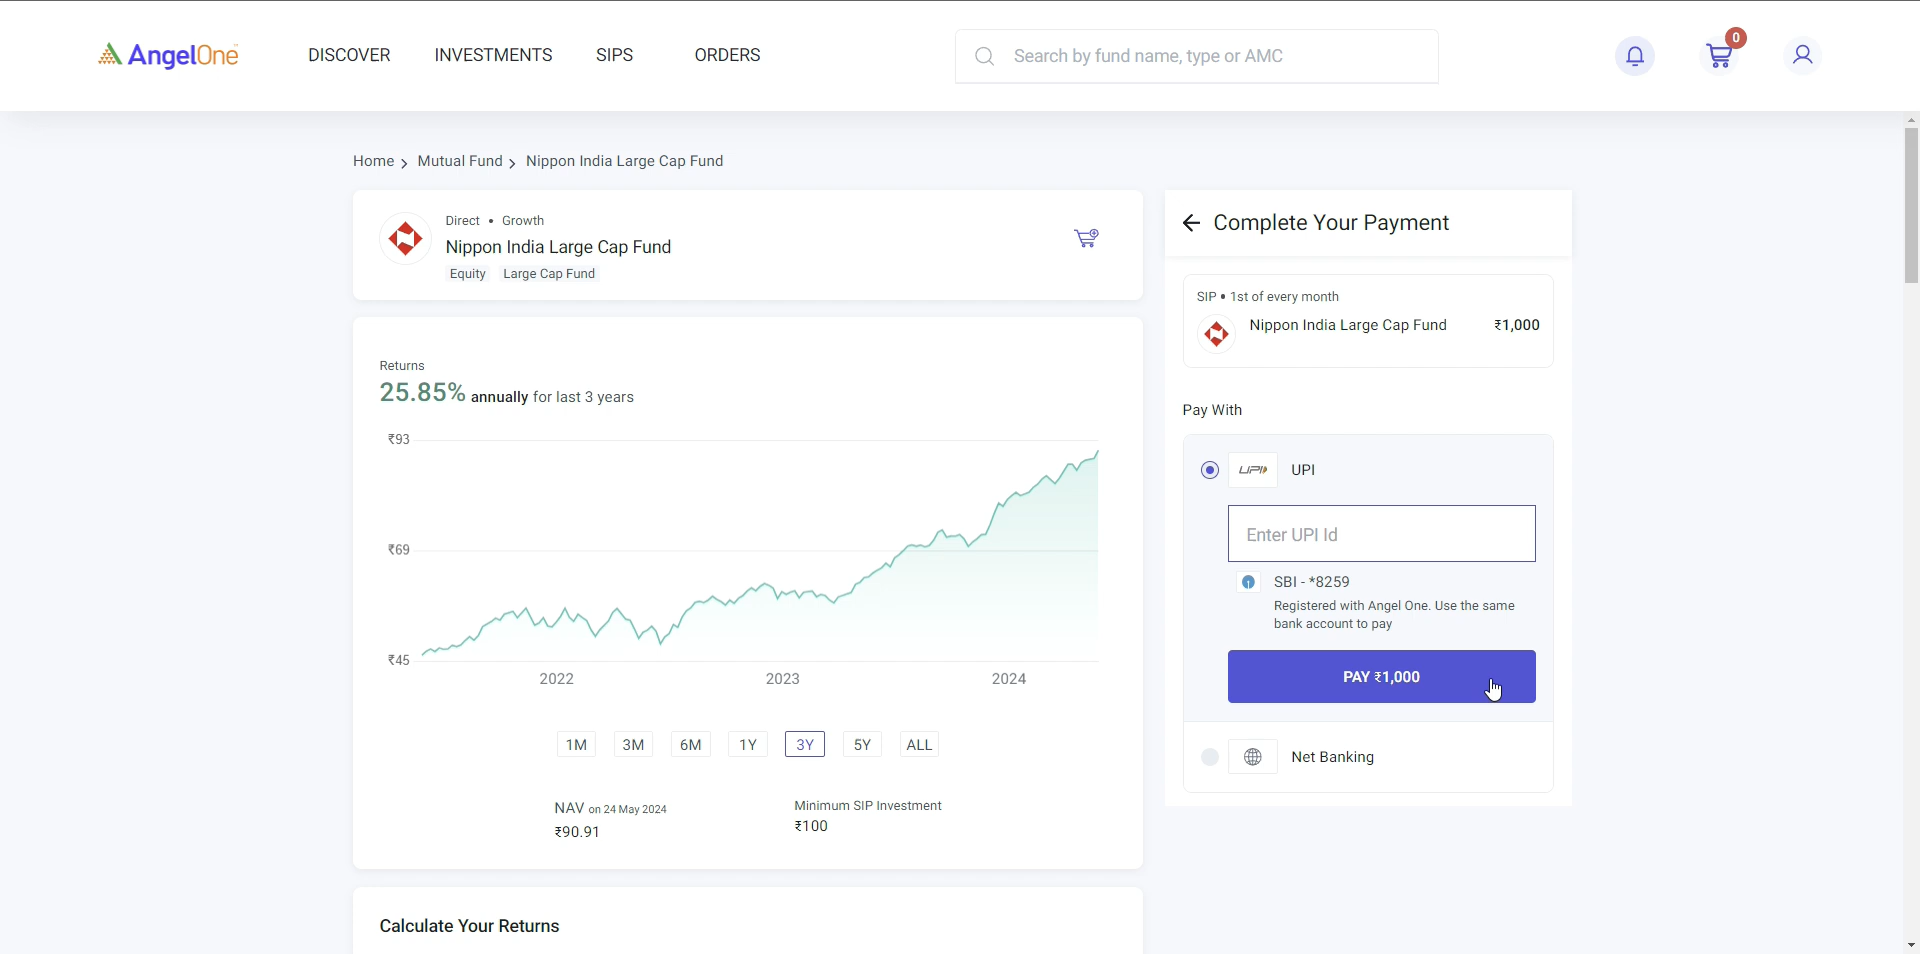 AngelOne
DISCOVER INVESTMENTS SIPS ORDERS
Search by fund name, type or AMC
0
Home > Mutual Fund > Nippon India Large Cap Fund
Direct • Growth
Nippon India Large Cap Fund
Equity Large Cap Fund
Returns
25.85% annually for last 3 years
₹93
₹69
₹45
2022 2023 2024
1M 3M 6M 1Y 3Y 5Y ALL
NAV on 24 May 2024
₹90.91
Minimum SIP Investment
₹100
Calculate Your Returns
Complete Your Payment
SIP • 1st of every month
Nippon India Large Cap Fund ₹1,000
Pay With
UPI UPI
Enter UPI Id
SBI - *8259
Registered with Angel One. Use the same
bank account to pay
PAY ₹1,000
Net Banking